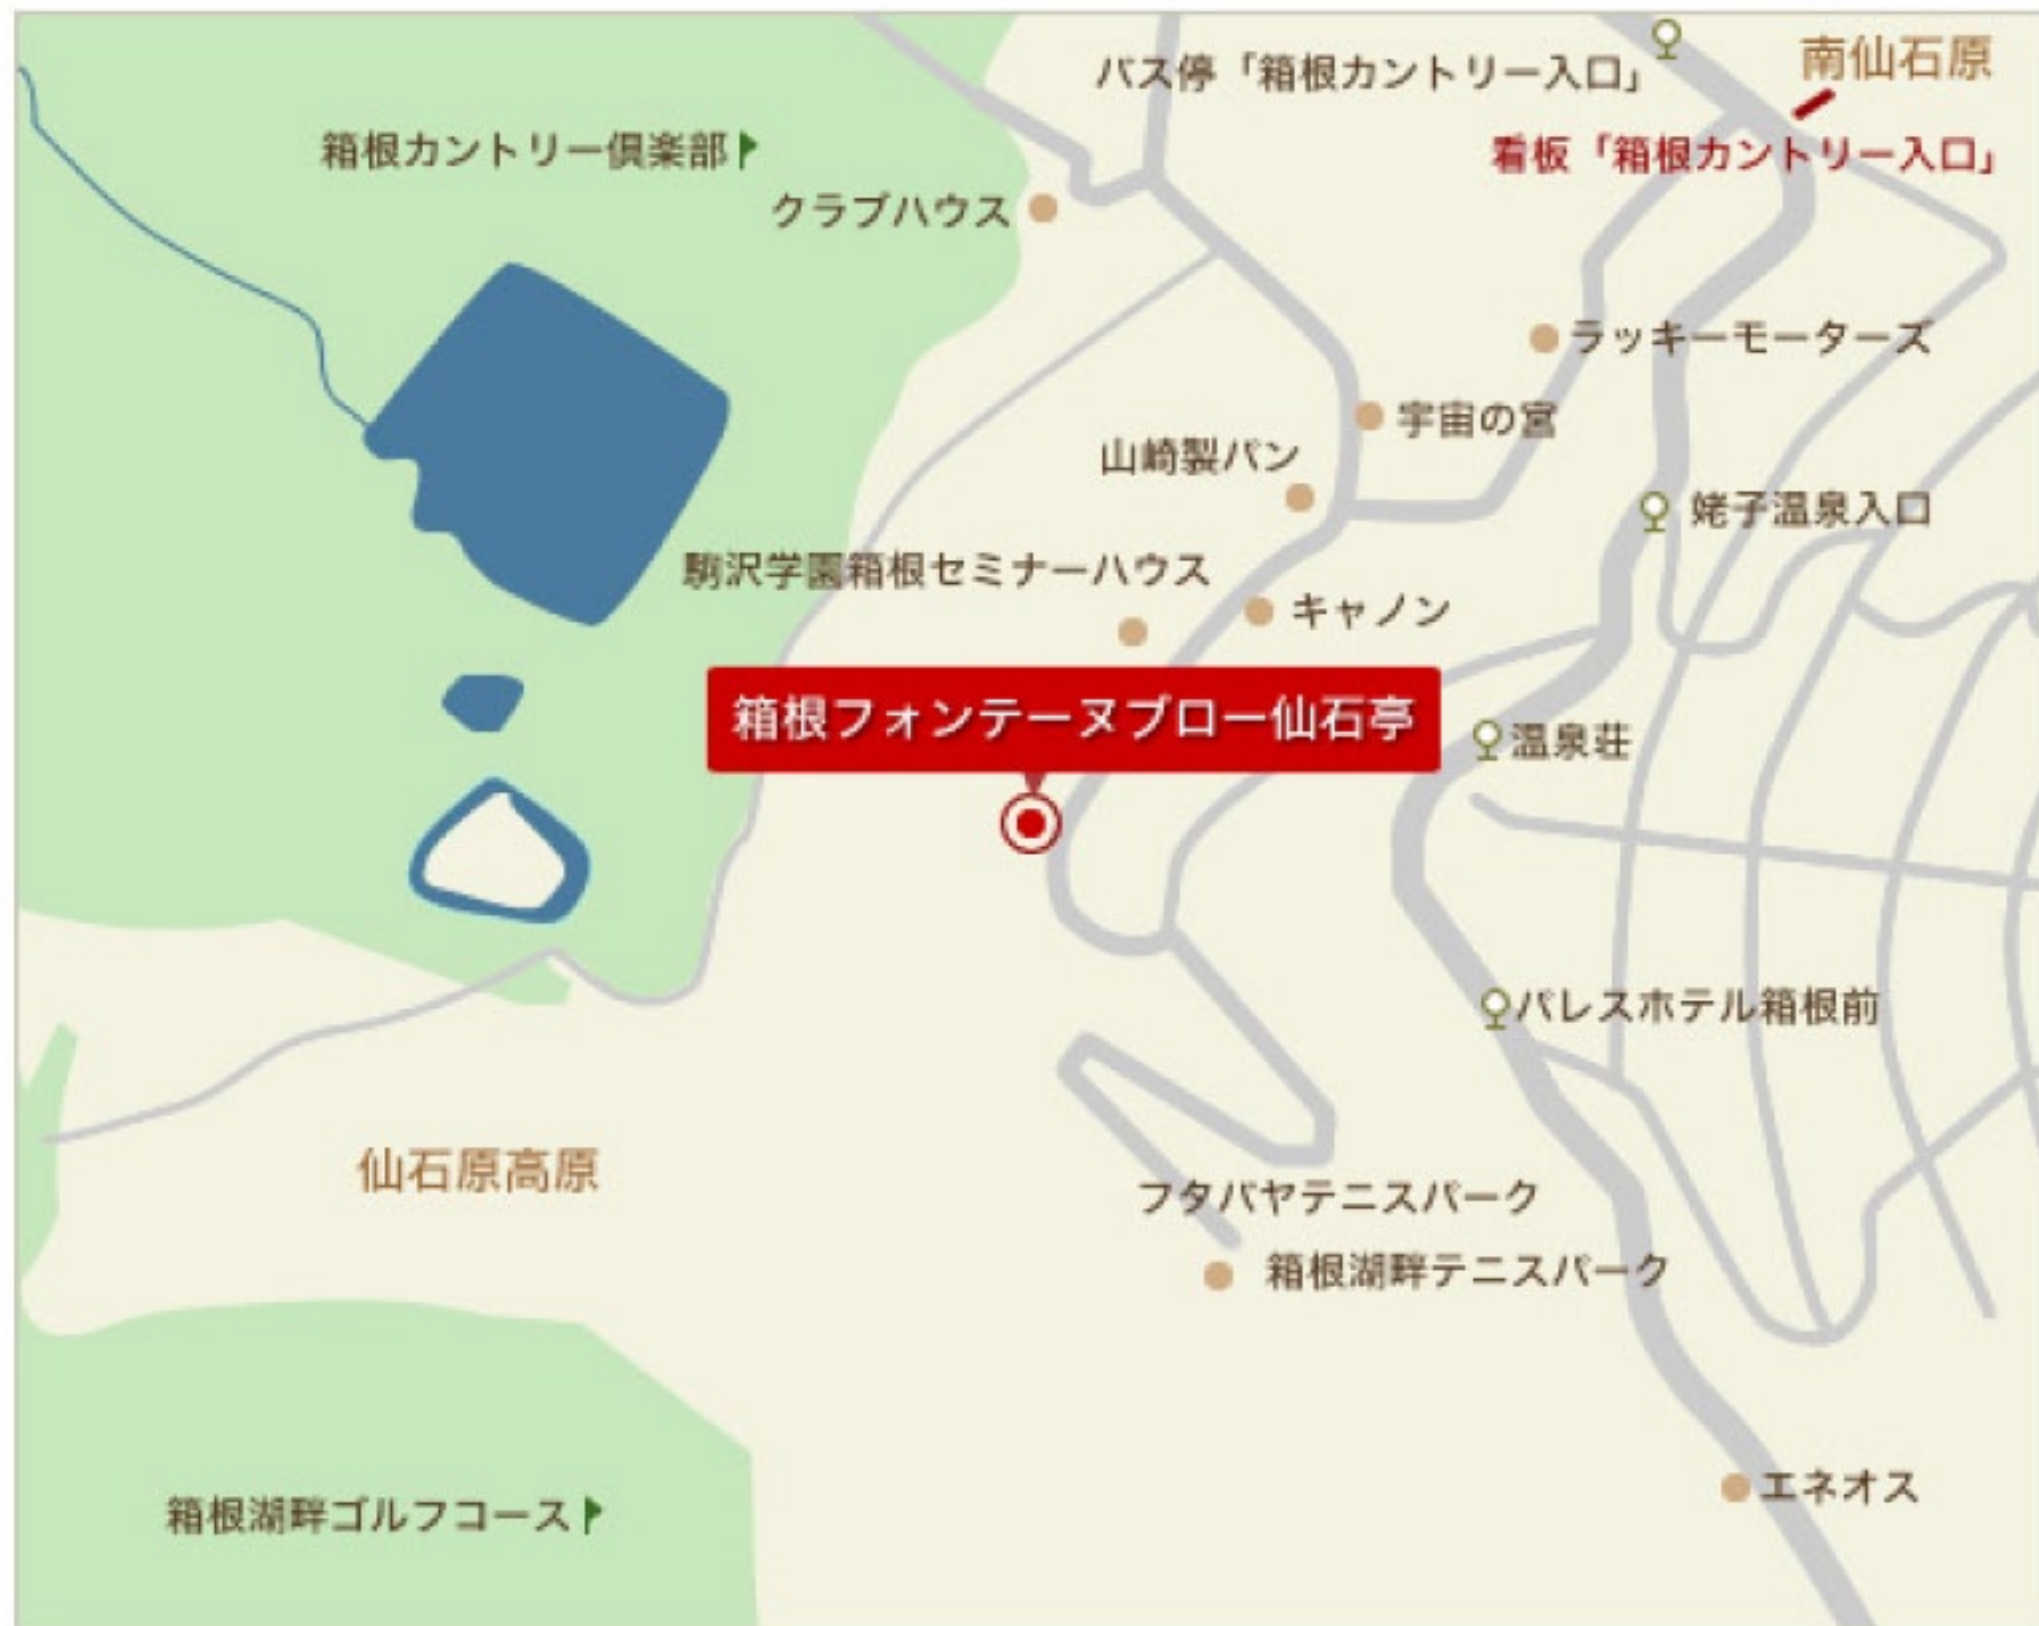 南仙石原
バス停「箱根カントリー入口」
箱根カントリー倶楽部
看板「箱根カントリー入口」
クラブハウス
ラッキーモーターズ
宇宙の宮
山崎製パン
姥子温泉入口
駒沢学園箱根セミナーハウス
キャノン
箱根フォンテーヌブロー仙石亭
温泉荘
パレスホテル箱根前
仙石原高原
フタバヤテニスパーク
箱根湖畔テニスパーク
エネオス
箱根湖畔ゴルフコース